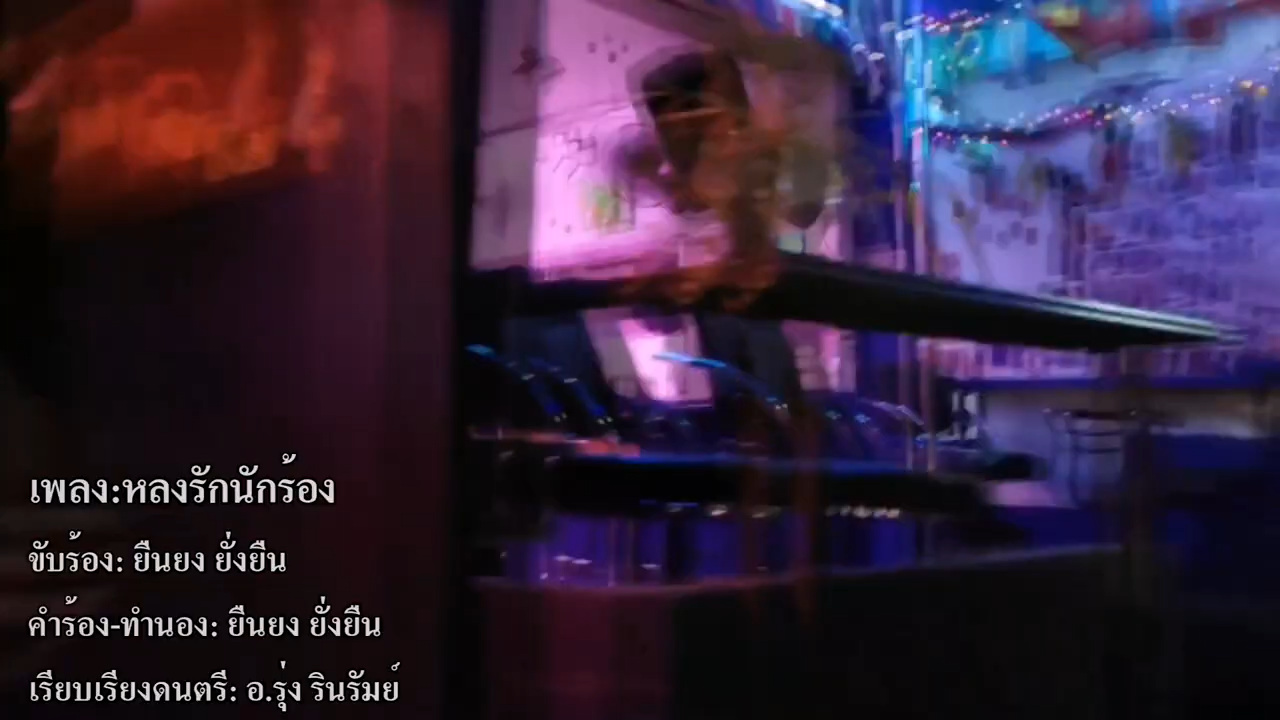 เพลง:หลงรักนักร้อง
ขับร้อง: ยืนยง ยั่งยืน
คำร้อง-ทำนอง: ยืนยง ยั่งยืน
เรียบเรียงดนตรี: อ.รุ่ง รินรัมย์